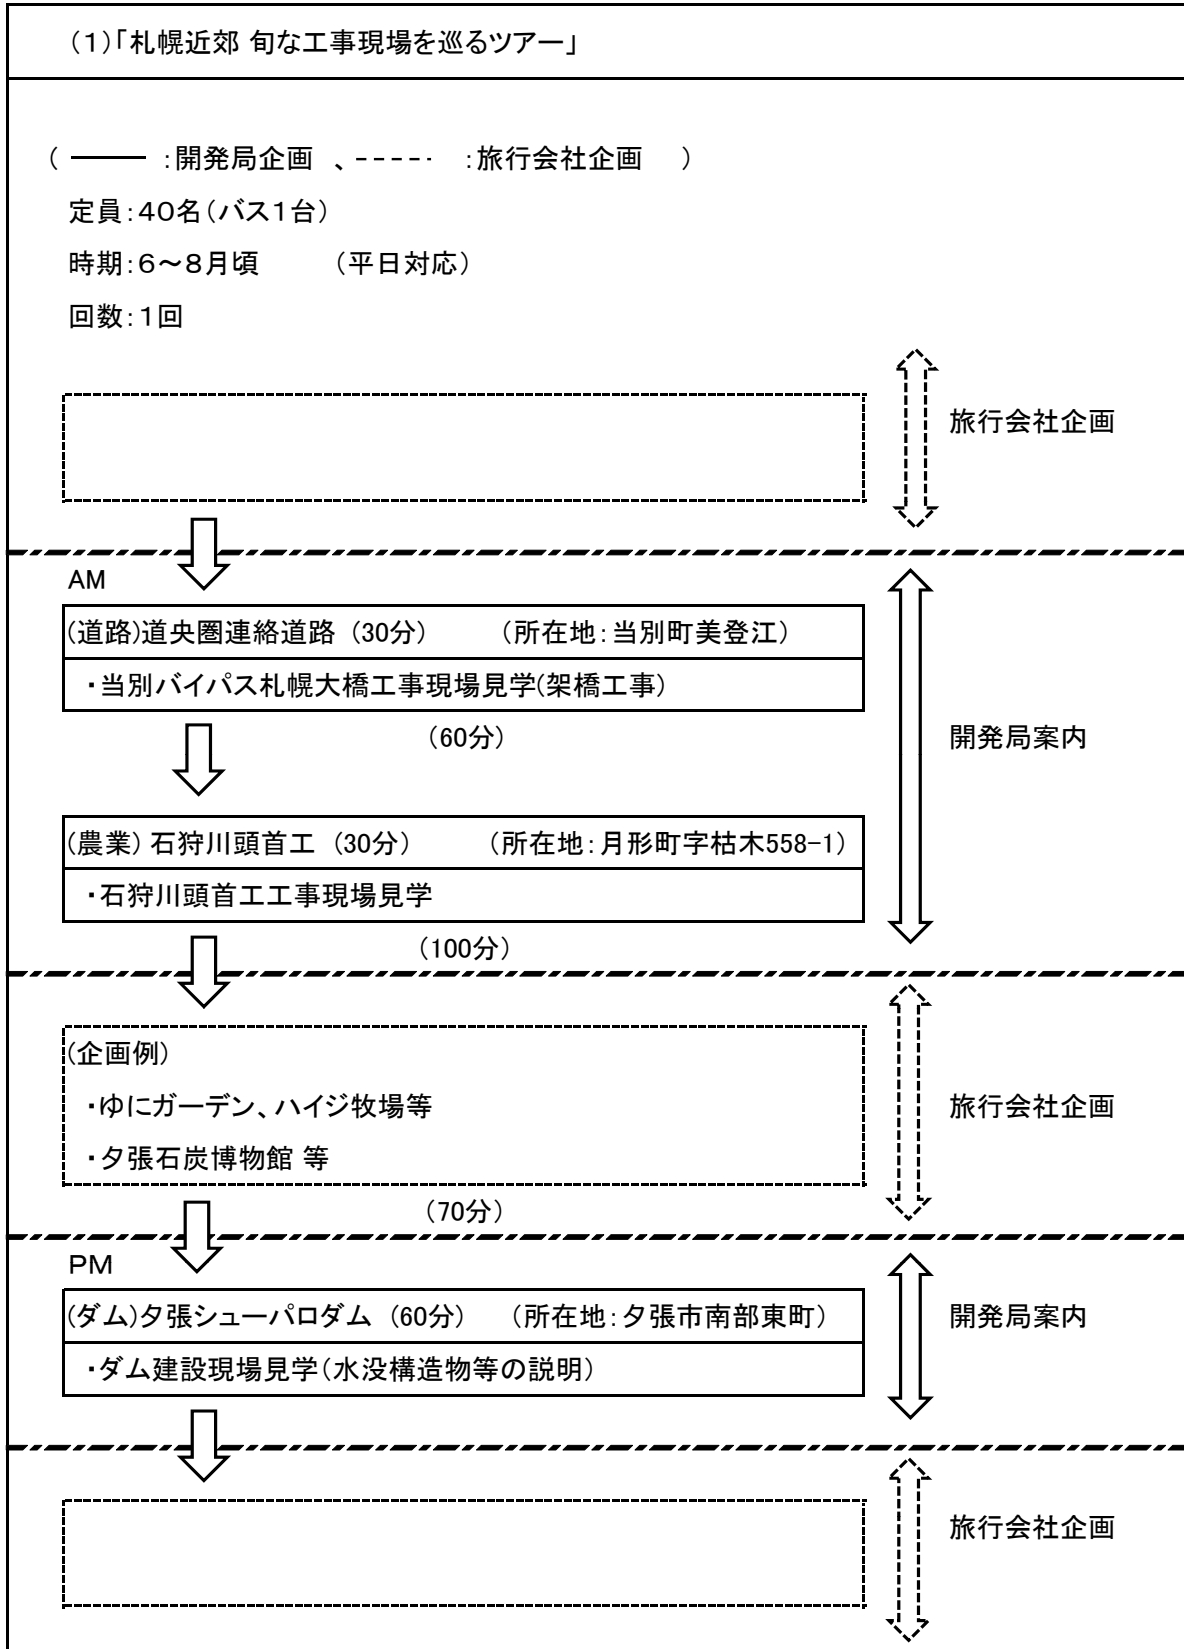 (１)「札幌近郊 旬な工事現場を巡るツアー」
( ―― ：開発局企画 、----- ：旅行会社企画 )
定員：４０名（バス１台）
時期：６～８月頃 （平日対応）
回数：１回
旅行会社企画
AM
(道路)道央圏連絡道路 （30分） （所在地：当別町美登江）
・当別バイパス札幌大橋工事現場見学(架橋工事)
（60分）
開発局案内
(農業) 石狩川頭首工 （30分） （所在地：月形町字枯木558-1）
・石狩川頭首工工事現場見学
（100分）
(企画例)
・ゆにガーデン、ハイジ牧場等
旅行会社企画
・夕張石炭博物館 等
（70分）
PM
(ダム)夕張シューパロダム （60分） （所在地：夕張市南部東町）
開発局案内
・ダム建設現場見学（水没構造物等の説明）
旅行会社企画